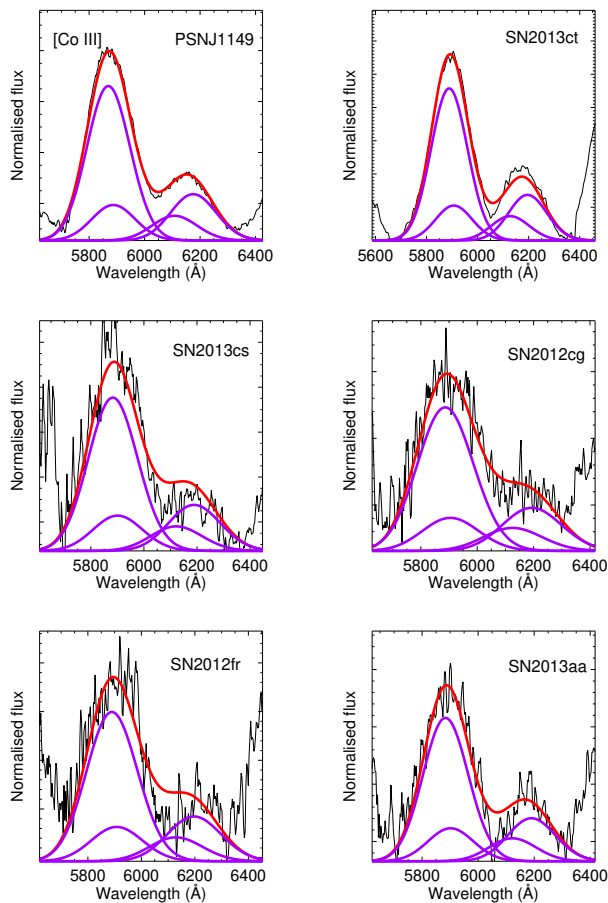 [Co III] PSNJ1149
Normalised flux
5800 6000 6200 6400
Wavelength (Å)
SN2013ct
Normalised flux
5600 5800 6000 6200 6400
Wavelength (Å)
SN2013cs
Normalised flux
5800 6000 6200 6400
Wavelength (Å)
SN2012cg
Normalised flux
5800 6000 6200 6400
Wavelength (Å)
SN2012fr
Normalised flux
5800 6000 6200 6400
Wavelength (Å)
SN2013aa
Normalised flux
5800 6000 6200 6400
Wavelength (Å)